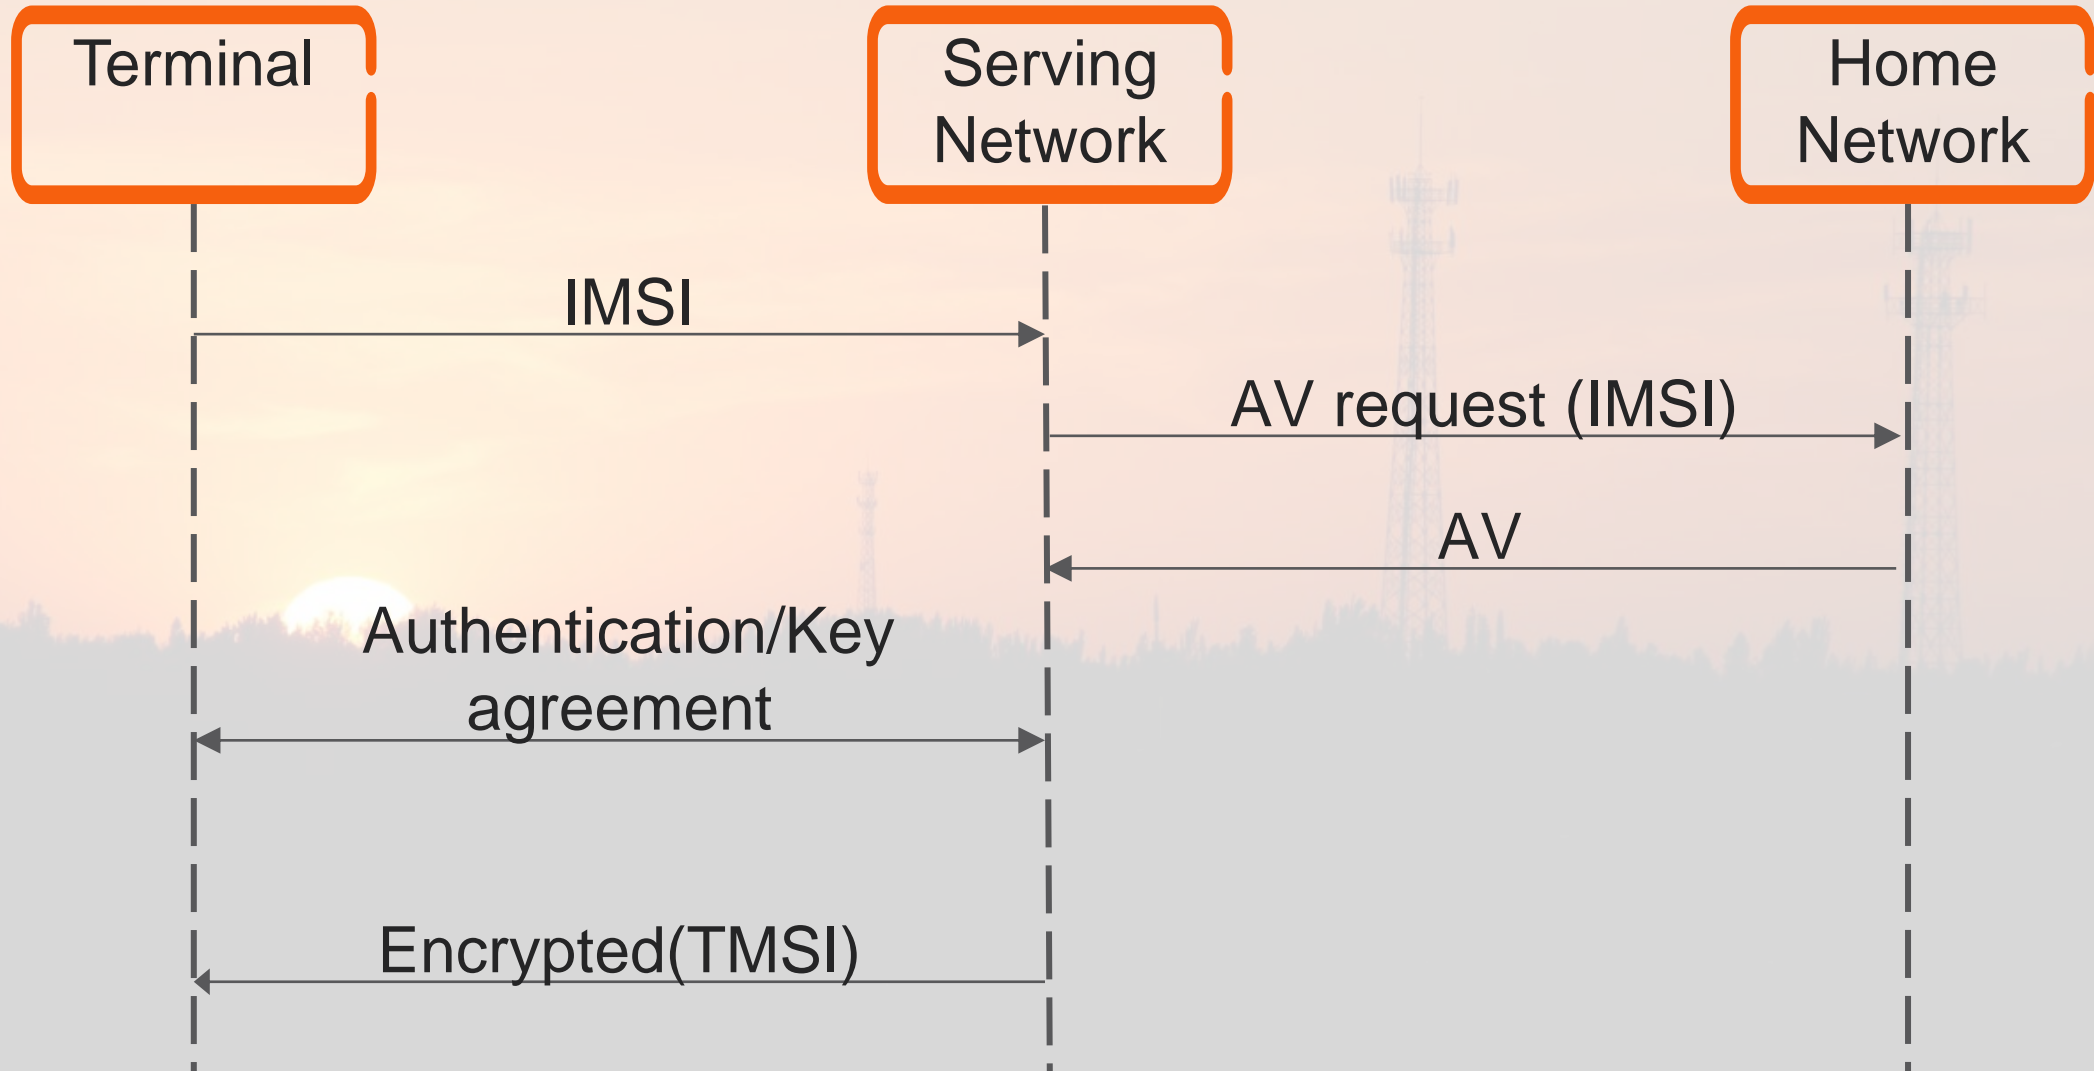 Terminal
Serving
Network
Home
Network
IMSI
AV request (IMSI)
AV
Authentication/Key
agreement
Encrypted(TMSI)